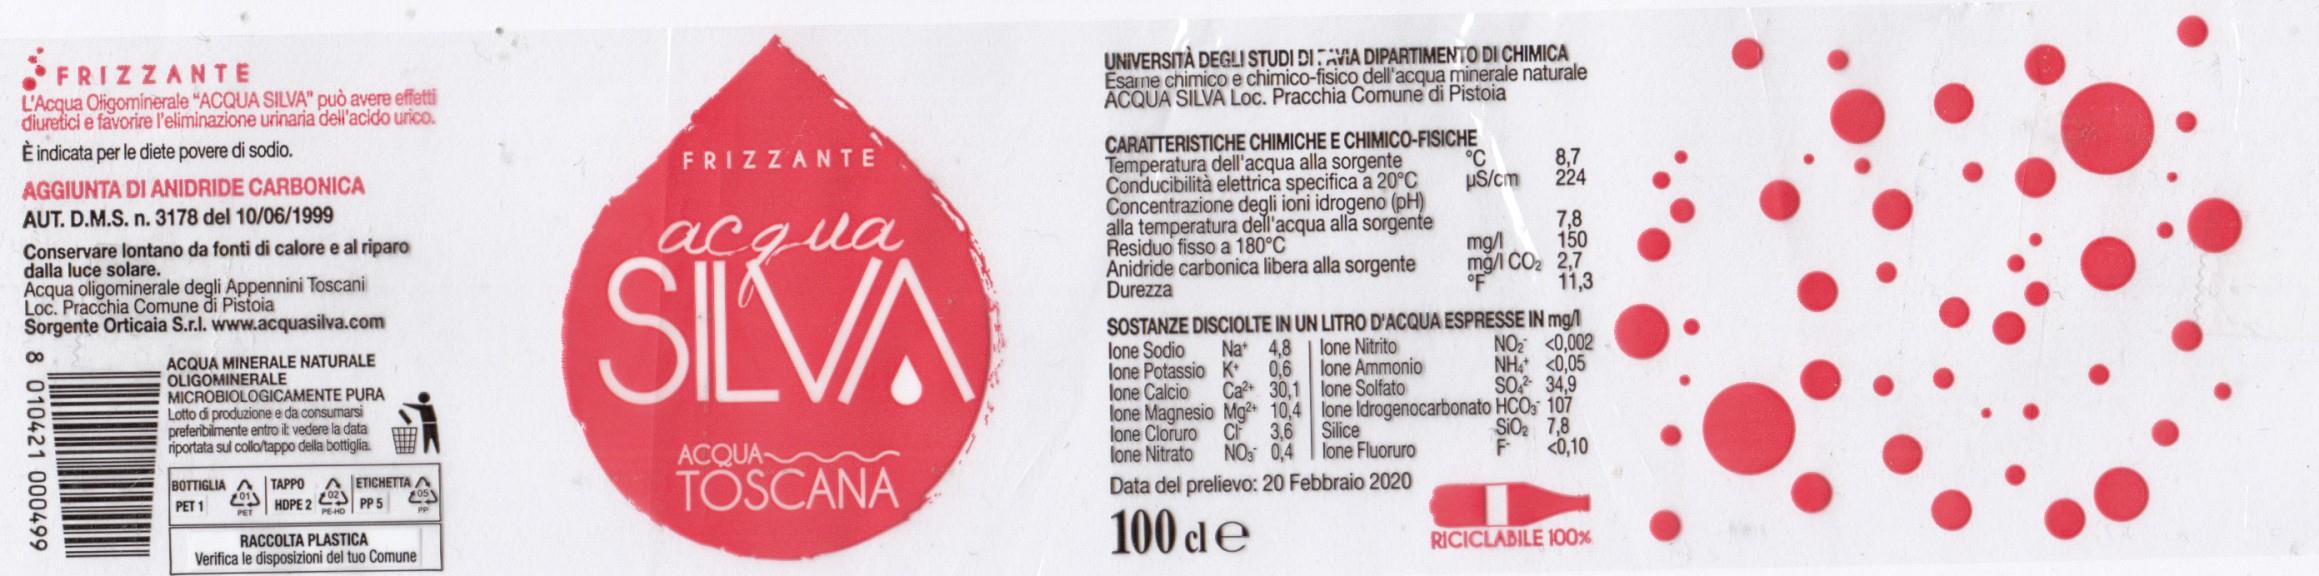 FRIZZANTE
L'Acqua Oligominerale "ACQUA SILVA" può avere effetti
diuretici e favorire l'eliminazione urinaria dell'acido urico.
È indicata per le diete povere di sodio.
AGGIUNTA DI ANIDRIDE CARBONICA
AUT. D.M.S. n. 3178 del 10/06/1999
Conservare lontano da fonti di calore e al riparo
dalla luce solare.
Acqua oligominerale degli Appennini Toscani
Loc. Pracchia Comune di Pistoia
Sorgente Orticaia S.r.l. www.acquasilva.com
8 010421 000499
ACQUA MINERALE NATURALE
OLIGOMINERALE
MICROBIOLOGICAMENTE PURA
Lotto di produzione e da consumarsi
preferibilmente entro il: vedere la data
riportata sul collo/tappo della bottiglia.
BOTTIGLIA
PET 1
01
PET
TAPPO
HDPE 2
02
PE-HD
ETICHETTA
PP 5
05
PP
RACCOLTA PLASTICA
Verifica le disposizioni del tuo Comune
FRIZZANTE
acqua
SILVA
ACQUA
TOSCANA
UNIVERSITÀ DEGLI STUDI DI PAVIA DIPARTIMENTO DI CHIMICA
Esame chimico e chimico-fisico dell'acqua minerale naturale
ACQUA SILVA Loc. Pracchia Comune di Pistoia
CARATTERISTICHE CHIMICHE E CHIMICO-FISICHE
Temperatura dell'acqua alla sorgente °C 8,7
Conducibilità elettrica specifica a 20°C µS/cm 224
Concentrazione degli ioni idrogeno (pH)
alla temperatura dell'acqua alla sorgente 7,8
Residuo fisso a 180°C mg/l 150
Anidride carbonica libera alla sorgente mg/l CO₂ 2,7
Durezza °F 11,3
SOSTANZE DISCIOLTE IN UN LITRO D'ACQUA ESPRESSE IN mg/l
Ione Sodio Na⁺ 4,8 Ione Nitrito NO₂⁻ <0,002
Ione Potassio K⁺ 0,6 Ione Ammonio NH₄⁺ <0,05
Ione Calcio Ca²⁺ 30,1 Ione Solfato SO₄²⁻ 34,9
Ione Magnesio Mg²⁺ 10,4 Ione Idrogenocarbonato HCO₃⁻ 107
Ione Cloruro Cl⁻ 3,6 Silice SiO₂ 7,8
Ione Nitrato NO₃⁻ 0,4 Ione Fluoruro F⁻ <0,10
Data del prelievo: 20 Febbraio 2020
100 cl e
RICICLABILE 100%